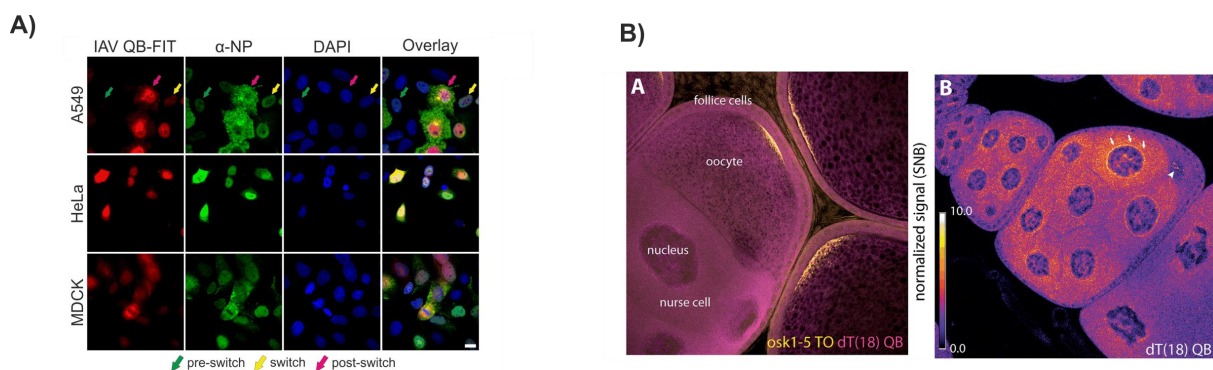 A)
IAV QB-FIT α-NP DAPI Overlay
A549
HeLa
MDCK
pre-switch switch post-switch
B)
A
follice cells
oocyte
nucleus
nurse cell
osk1-5 TO dT(18) QB
normalized signal (SNB)
B
10.0
0.0
dT(18) QB